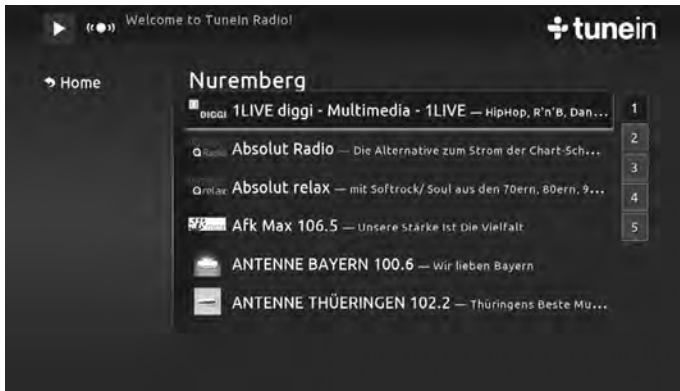 Welcome to TuneIn Radio!
tunein
Home
Nuremberg
DIGGI 1LIVE diggi - Multimedia - 1LIVE — HipHop, R'n'B, Dan...
Absolut Radio — Die Alternative zum Strom der Chart-Sch...
relax Absolut relax — mit Softrock/ Soul aus den 70ern, 80ern, 9...
Afk Max 106.5 — Unsere Stärke Ist Die Vielfalt
ANTENNE BAYERN 100.6 — Wir lieben Bayern
ANTENNE THÜERINGEN 102.2 — Thüringens Beste Mu...
1
2
3
4
5